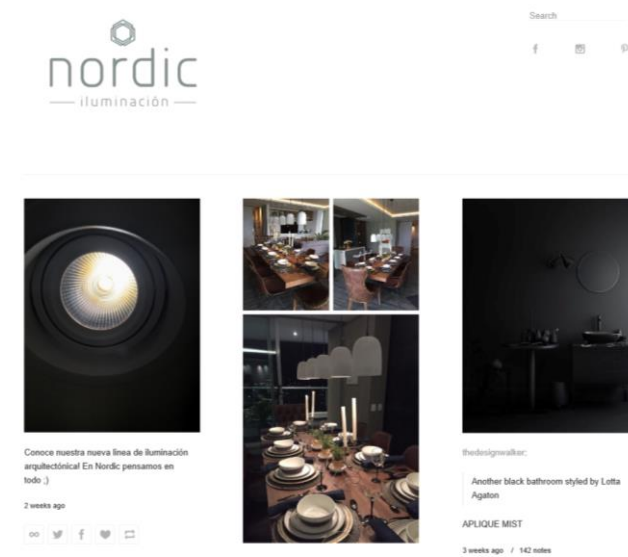 Search
nordic
iluminación
Conoce nuestra nueva linea de iluminación
arquitectónica! En Nordic pensamos en
todo ;)
2 weeks ago
thedesignwalker:
Another black bathroom styled by Lotta
Agaton
APLIQUE MIST
3 weeks ago / 142 notes